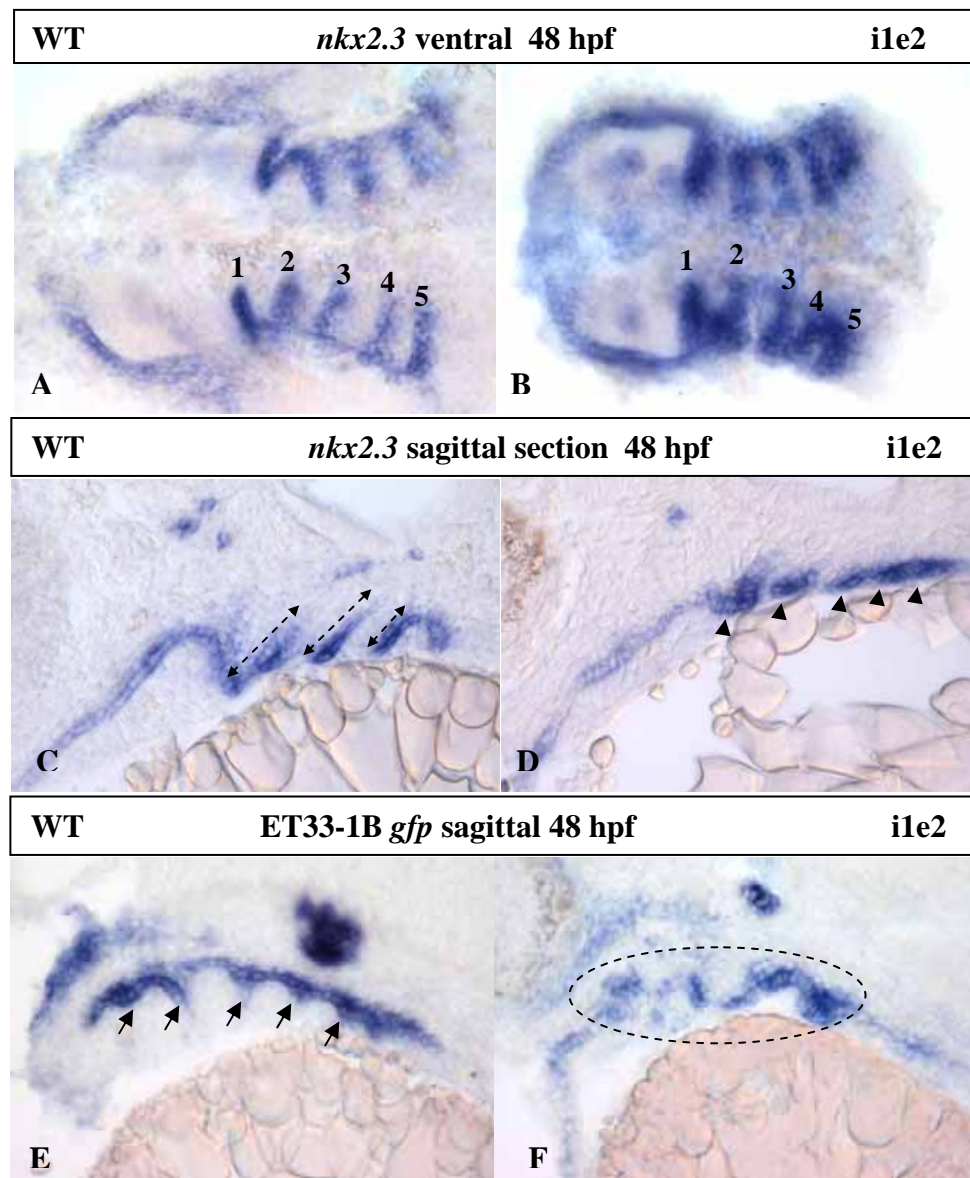 WT nkx2.3 ventral 48 hpf i1e2
1 2 3 4 5
A
1 2 3 4 5
B
WT nkx2.3 sagittal section 48 hpf i1e2
C
D
WT ET33-1B gfp sagittal 48 hpf i1e2
E
F